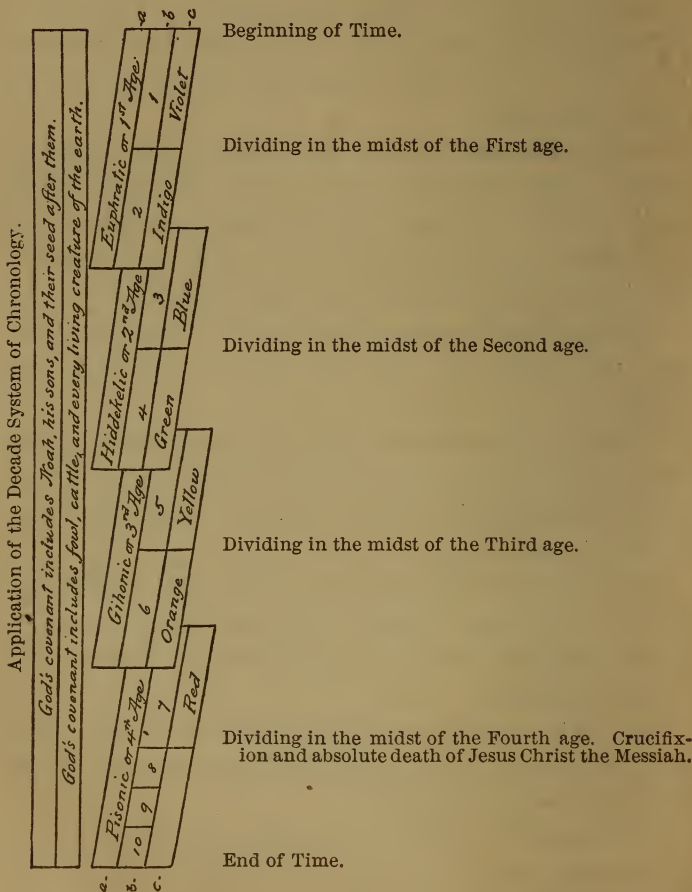 Application of the Decade System of Chronology.
God's covenant includes Noah, his sons, and their seed after them.
God's covenant includes fowl, cattle, and every living creature of the earth.
a- Pisonic or 4th Age Gihonic or 3rd Age Hiddekelic or 2nd Age Euphratic or 1st Age. -a
b- 10 9 8 7 6 5 4 3 2 1 -b
c- Red Orange Yellow Green Blue Indigo Violet -c
Beginning of Time.
Dividing in the midst of the First age.
Dividing in the midst of the Second age.
Dividing in the midst of the Third age.
Dividing in the midst of the Fourth age. Crucifix-
ion and absolute death of Jesus Christ the Messiah.
End of Time.